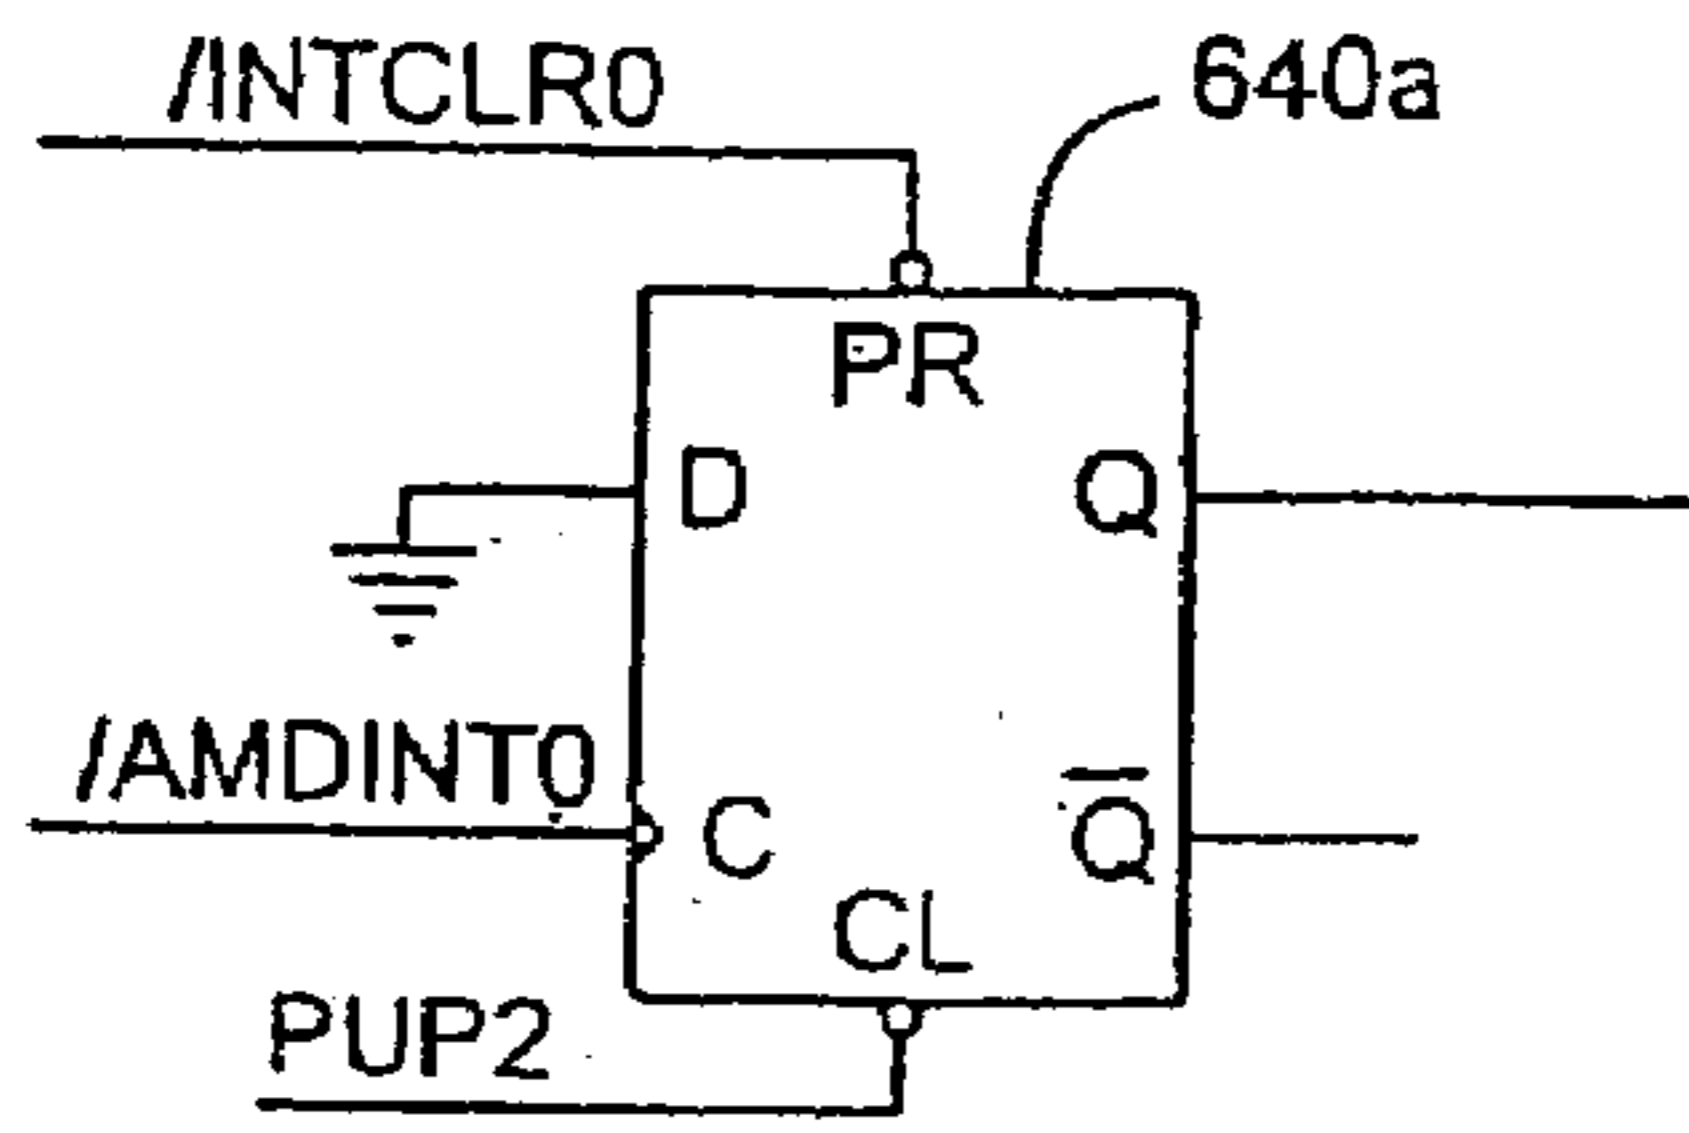 /INTCLR0
640a
PR
D
Q
/AMDINT0
C
Q̅
CL
PUP2